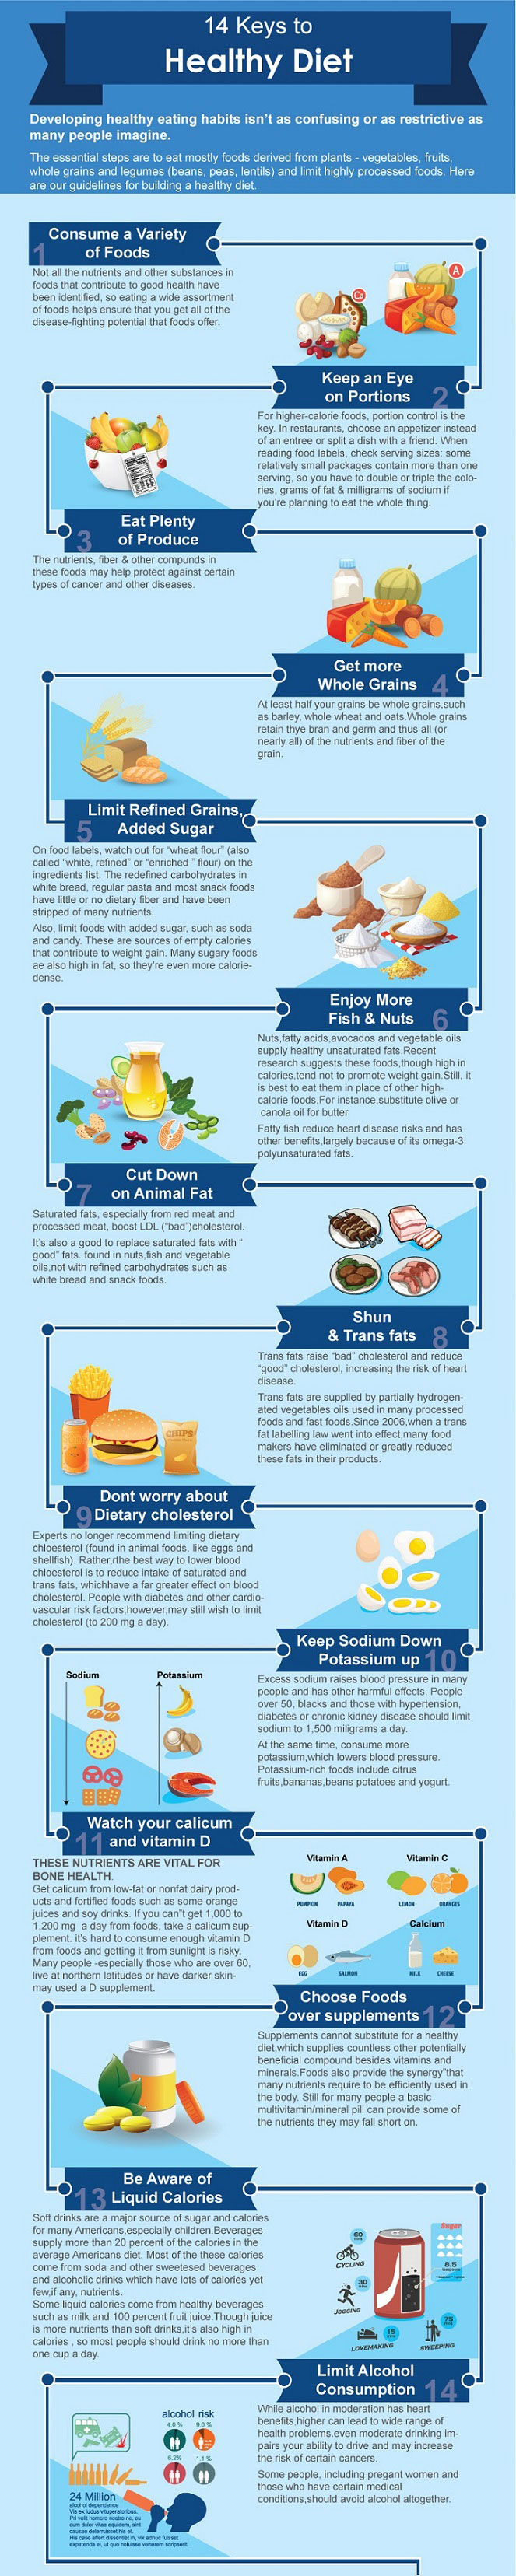 14 Keys to
Healthy Diet
Developing healthy eating habits isn't as confusing or as restrictive as
many people imagine.
The essential steps are to eat mostly foods derived from plants - vegetables, fruits,
whole grains and legumes (beans, peas, lentils) and limit highly processed foods. Here
are our guidelines for building a healthy diet.
Consume a Variety
1 of Foods
Not all the nutrients and other substances in
foods that contribute to good health have
been identified, so eating a wide assortment
of foods helps ensure that you get all of the
disease-fighting potential that foods offer.
Ca
A
Keep an Eye
on Portions 2
For higher-calorie foods, portion control is the
key. In restaurants, choose an appetizer instead
of an entree or split a dish with a friend. When
reading food labels, check serving sizes: some
relatively small packages contain more than one
serving, so you have to double or triple the colo-
ries, grams of fat & milligrams of sodium if
you're planning to eat the whole thing.
Eat Plenty
3 of Produce
The nutrients, fiber & other compunds in
these foods may help protect against certain
types of cancer and other diseases.
Get more
Whole Grains 4
At least half your grains be whole grains,such
as barley, whole wheat and oats.Whole grains
retain thye bran and germ and thus all (or
nearly all) of the nutrients and fiber of the
grain.
Limit Refined Grains,
5 Added Sugar
On food labels, watch out for "wheat flour" (also
called "white, refined" or "enriched " flour) on the
ingredients list. The redefined carbohydrates in
white bread, regular pasta and most snack foods
have little or no dietary fiber and have been
stripped of many nutrients.
Also, limit foods with added sugar, such as soda
and candy. These are sources of empty calories
that contribute to weight gain. Many sugary foods
ae also high in fat, so they're even more calorie-
dense.
Enjoy More
Fish & Nuts 6
Nuts,fatty acids,avocados and vegetable oils
supply healthy unsaturated fats.Recent
research suggests these foods,though high in
calories,tend not to promote weight gain.Still, it
is best to eat them in place of other high-
calorie foods.For instance,substitute olive or
canola oil for butter
Fatty fish reduce heart disease risks and has
other benefits,largely because of its omega-3
polyunsaturated fats.
Cut Down
7 on Animal Fat
Saturated fats, especially from red meat and
processed meat, boost LDL ("bad")cholesterol.
It's also a good to replace saturated fats with "
good" fats. found in nuts,fish and vegetable
oils,not with refined carbohydrates such as
white bread and snack foods.
Shun
& Trans fats 8
Trans fats raise "bad" cholesterol and reduce
"good" cholesterol, increasing the risk of heart
disease.
Trans fats are supplied by partially hydrogen-
ated vegetables oils used in many processed
foods and fast foods.Since 2006,when a trans
fat labelling law went into effect,many food
makers have eliminated or greatly reduced
these fats in their products.
CHIPS
Dont worry about
9 Dietary cholesterol
Experts no longer recommend limiting dietary
chloesterol (found in animal foods, like eggs and
shellfish). Rather,rthe best way to lower blood
chloesterol is to reduce intake of saturated and
trans fats, whichhave a far greater effect on blood
cholesterol. People with diabetes and other cardio-
vascular risk factors,however,may still wish to limit
cholesterol (to 200 mg a day).
Keep Sodium Down
Potassium up 10
Sodium Potassium
Excess sodium raises blood pressure in many
people and has other harmful effects. People
over 50, blacks and those with hypertension,
diabetes or chronic kidney disease should limit
sodium to 1,500 miligrams a day.
At the same time, consume more
potassium,which lowers blood pressure.
Potassium-rich foods include citrus
fruits,bananas,beans potatoes and yogurt.
Watch your calicum
11 and vitamin D
THESE NUTRIENTS ARE VITAL FOR
BONE HEALTH.
Get calicum from low-fat or nonfat dairy prod-
ucts and fortified foods such as some orange
juices and soy drinks. If you can"t get 1,000 to
1,200 mg a day from foods, take a calicum sup-
plement. it's hard to consume enough vitamin D
from foods and getting it from sunlight is risky.
Many people -especially those who are over 60,
live at northern latitudes or have darker skin-
may used a D supplement.
Vitamin A Vitamin C
PUMPKIN PAPAYA LEMON ORANGES
Vitamin D Calcium
EGG SALMON MILK CHEESE
Choose Foods
over supplements 12
Supplements cannot substitute for a healthy
diet,which supplies countless other potentially
beneficial compound besides vitamins and
minerals.Foods also provide the synergy"that
many nutrients require to be efficiently used in
the body. Still for many people a basic
multivitamin/mineral pill can provide some of
the nutrients they may fall short on.
Be Aware of
13 Liquid Calories
Soft drinks are a major source of sugar and calories
for many Americans,especially children.Beverages
supply more than 20 percent of the calories in the
average Americans diet. Most of the these calories
come from soda and other sweetesed beverages
and alcoholic drinks which have lots of calories yet
few,if any, nutrients.
Some liquid calories come from healthy beverages
such as milk and 100 percent fruit juice.Though juice
is more nutrients than soft drinks,it's also high in
calories , so most people should drink no more than
one cup a day.
Sugar
60
CYCLING
8.5
30
JOGGING
75
15
LOVEMAKING SWEEPING
Limit Alcohol
Consumption 14
While alcohol in moderation has heart
benefits,higher can lead to wide range of
health problems.even moderate drinking im-
pairs your ability to drive and may increase
the risk of certain cancers.
Some people, including pregant women and
those who have certain medical
conditions,should avoid alcohol altogether.
alcohol risk
40% 90%
6.2% 1.1%
24 Million
alcohol dependence